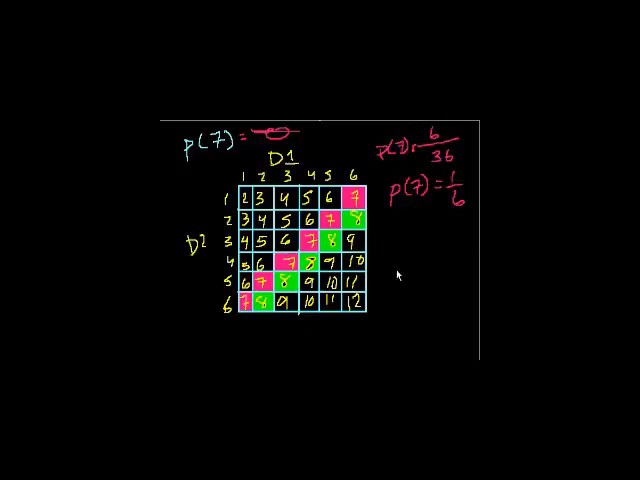 p(7) =
P(7) = 6/36
p(7) = 1/6
D1
1 2 3 4 5 6
D2
1 2 3 4 5 6 7
2 3 4 5 6 7 8
3 4 5 6 7 8 9
4 5 6 7 8 9 10
5 6 7 8 9 10 11
6 7 8 9 10 11 12